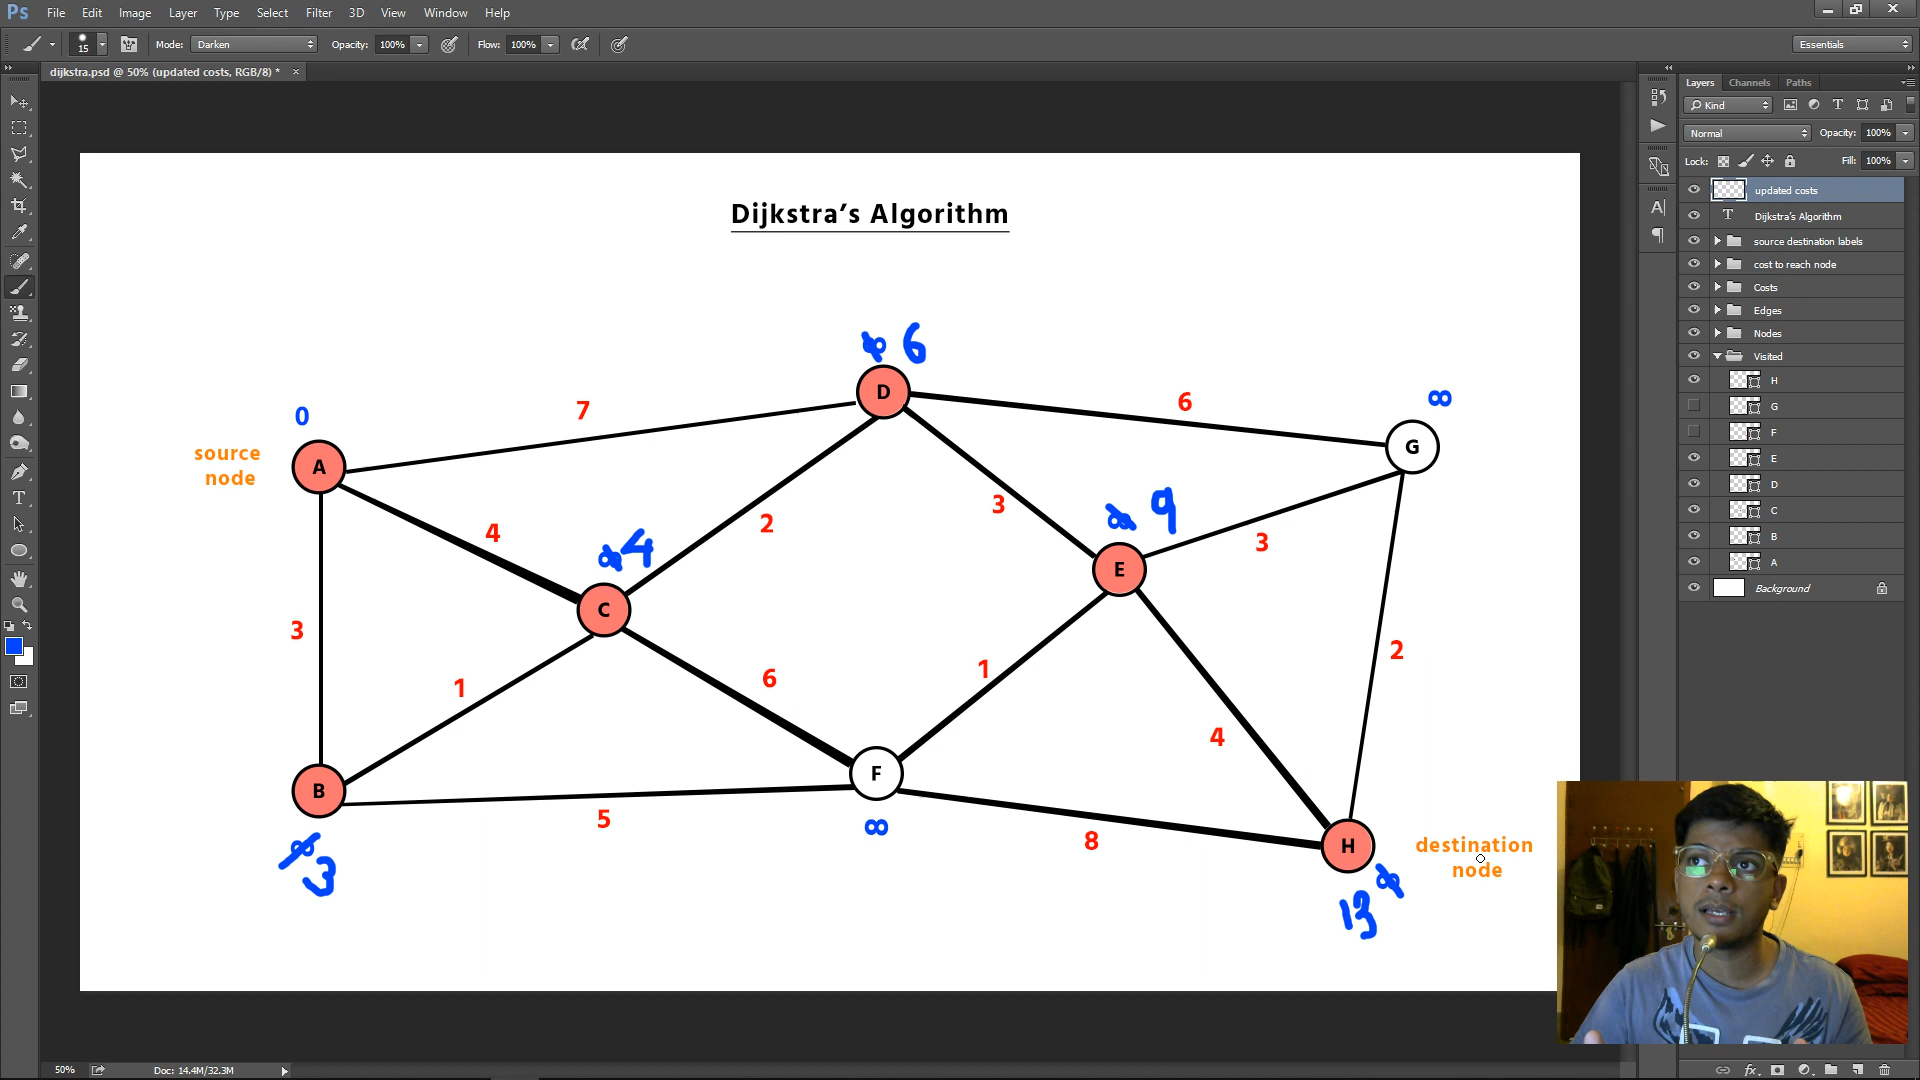 Ps File Edit Image Layer Type Select Filter 3D View Window Help
15 Mode: Darken Opacity: 100% Flow: 100% Essentials
dijkstra.psd @ 50% (updated costs, RGB/8) * ×
Dijkstra's Algorithm
∞ 6
D
0
7
6
∞
source
node
A
G
4
2
3
∞ 9
3
∞ 4
E
C
3
1
6
1
4
2
B
5
F
∞
8
H
destination
node
∞
3
∞
13
Layers Channels Paths
Kind
Normal Opacity: 100%
Lock: Fill: 100%
updated costs
T Dijkstra's Algorithm
source destination labels
cost to reach node
Costs
Edges
Nodes
Visited
H
G
F
E
D
C
B
A
Background
50% Doc: 14.4M/32.3M
fx